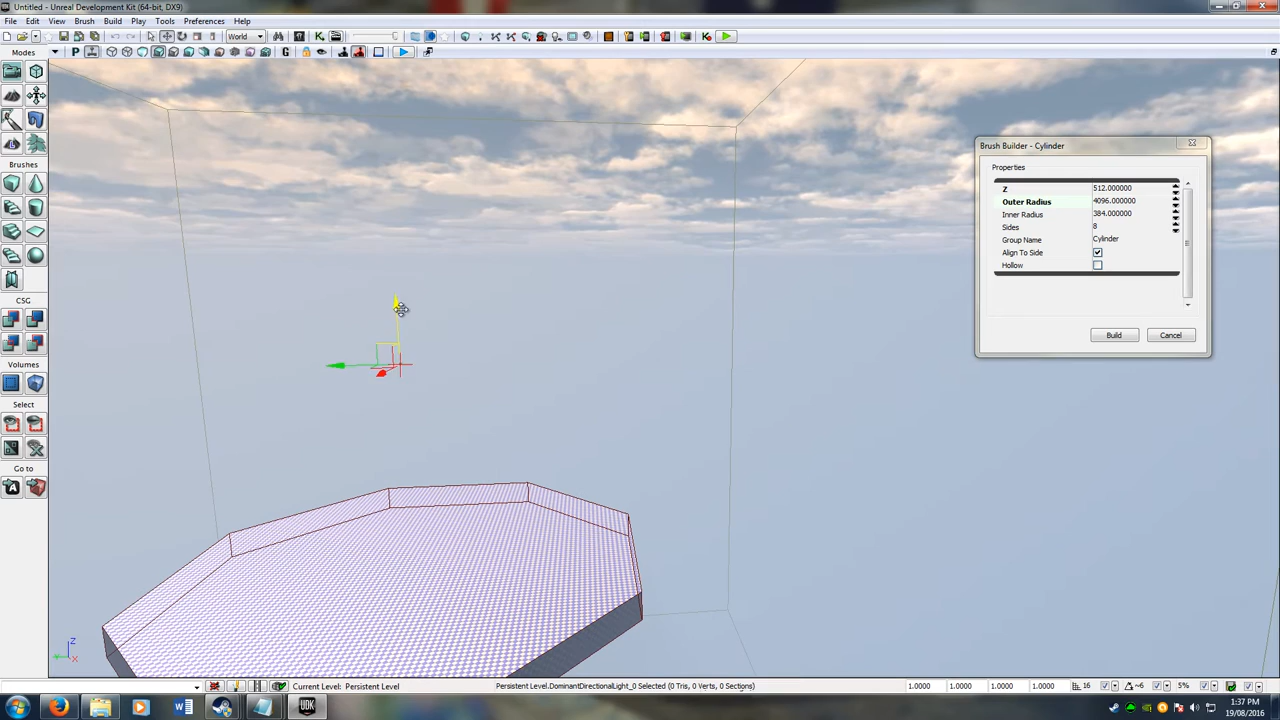 Untitled - Unreal Development Kit (64-bit, DX9)
File Edit View Brush Build Play Tools Preferences Help
World
Modes
P
G
Brushes
CSG
Volumes
Select
Go to
Brush Builder - Cylinder
Properties
Z 512.000000
Outer Radius 4096.000000
Inner Radius 384.000000
Sides 8
Group Name Cylinder
Align To Side
Hollow
Build Cancel
Z
X
Current Level: Persistent Level
Persistent Level.DominantDirectionalLight_0 Selected (0 Tris, 0 Verts, 0 Sections)
1.0000 1.0000 1.0000 1.0000 16 6 5%
UDK
1:37 PM
19/08/2016